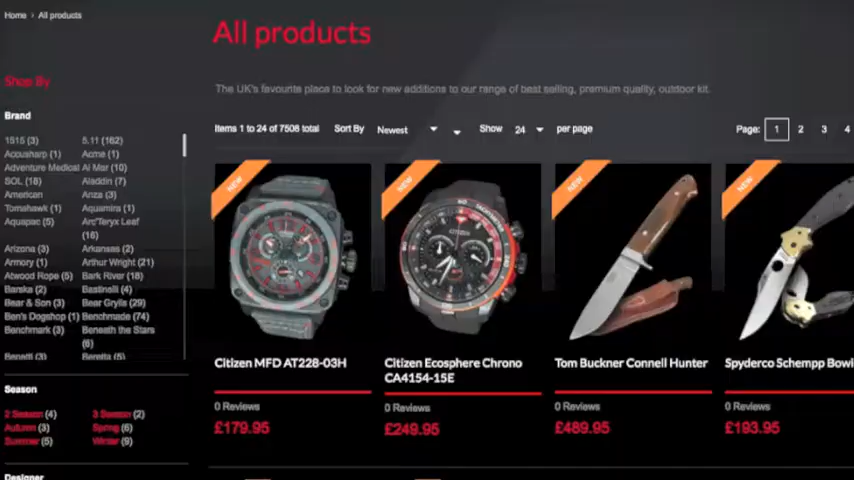 Home › All products
All products
Shop By
The UK's favourite place to look for new additions to our range of best selling, premium quality, outdoor kit.
Brand
Items 1 to 24 of 7508 total Sort By Newest Show 24 per page Page: 1 2 3 4
1515 (3) 5.11 (162)
Accusharp (1) Acme (1)
Adventure Medical Al Mar (10)
SOL (18) Aladdin (7)
American Anza (3)
Tomahawk (1) Aquamira (1)
Aquapac (5) Arc'Teryx Leaf
(16)
Arizona (3) Arkansas (2)
Armory (1) Arthur Wright (21)
Atwood Rope (5) Bark River (18)
Barska (2) Bastinelli (4)
Bear & Son (3) Bear Grylls (29)
Ben's Dogshop (1) Benchmade (74)
Benchmark (3) Beneath the Stars
(6)
Benetti (3) Beretta (5)
NEW
NEW
NEW
NEW
Citizen MFD AT228-03H
Citizen Ecosphere Chrono
CA4154-15E
Tom Buckner Connell Hunter
Spyderco Schempp Bowi
0 Reviews
0 Reviews
0 Reviews
0 Reviews
£179.95
£249.95
£489.95
£193.95
Season
2 Season (4) 3 Season (2)
Autumn (3) Spring (6)
Summer (5) Winter (9)
Designer